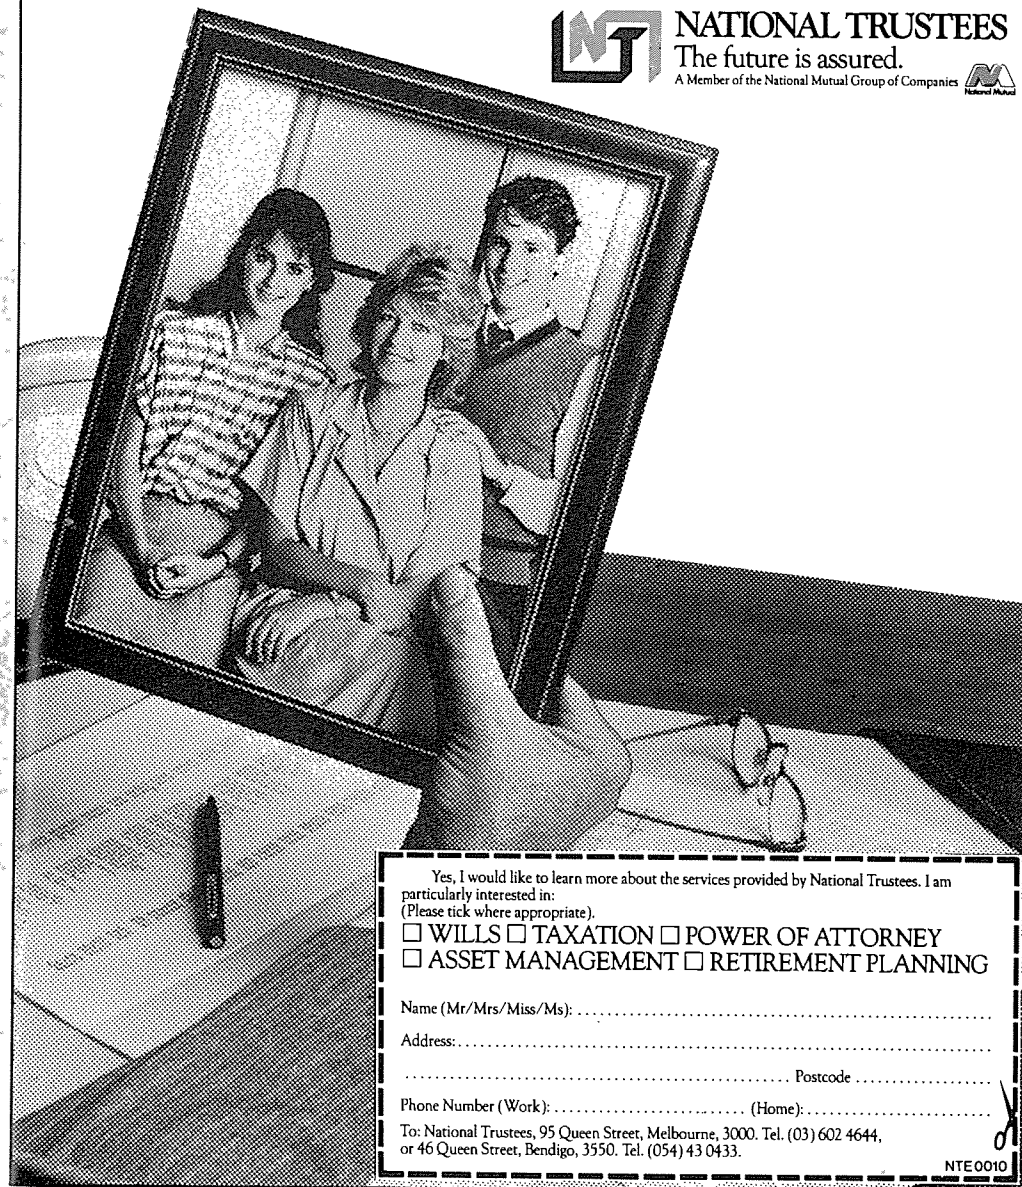 NATIONAL TRUSTEES
The future is assured.
A Member of the National Mutual Group of Companies
National Mutual
Yes, I would like to learn more about the services provided by National Trustees. I am
particularly interested in:
(Please tick where appropriate).
☐ WILLS ☐ TAXATION ☐ POWER OF ATTORNEY
☐ ASSET MANAGEMENT ☐ RETIREMENT PLANNING
Name (Mr/Mrs/Miss/Ms):
Address:
Postcode
Phone Number (Work): (Home):
To: National Trustees, 95 Queen Street, Melbourne, 3000. Tel. (03) 602 4644,
or 46 Queen Street, Bendigo, 3550. Tel. (054) 43 0433.
NTE0010